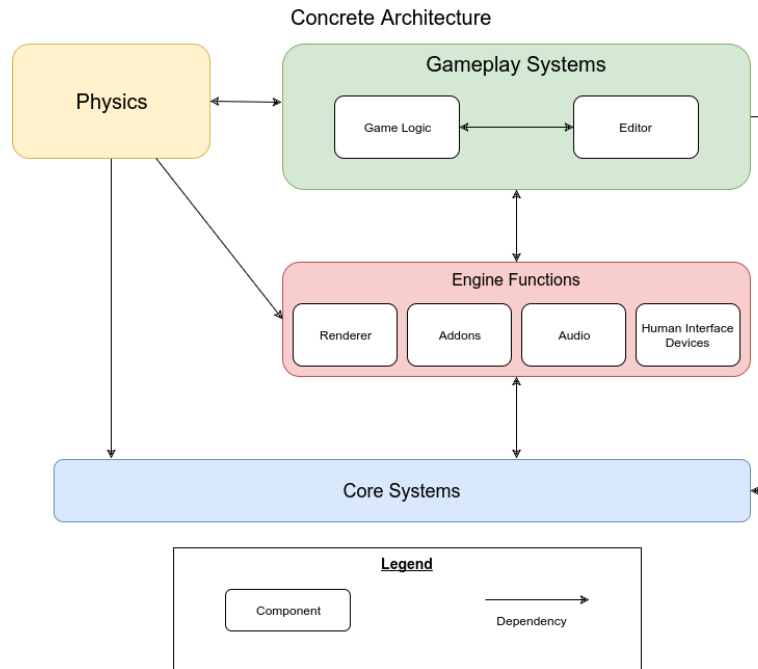 Concrete Architecture
Physics
Gameplay Systems
Game Logic
Editor
Engine Functions
Renderer
Addons
Audio
Human Interface
Devices
Core Systems
Legend
Component
Dependency